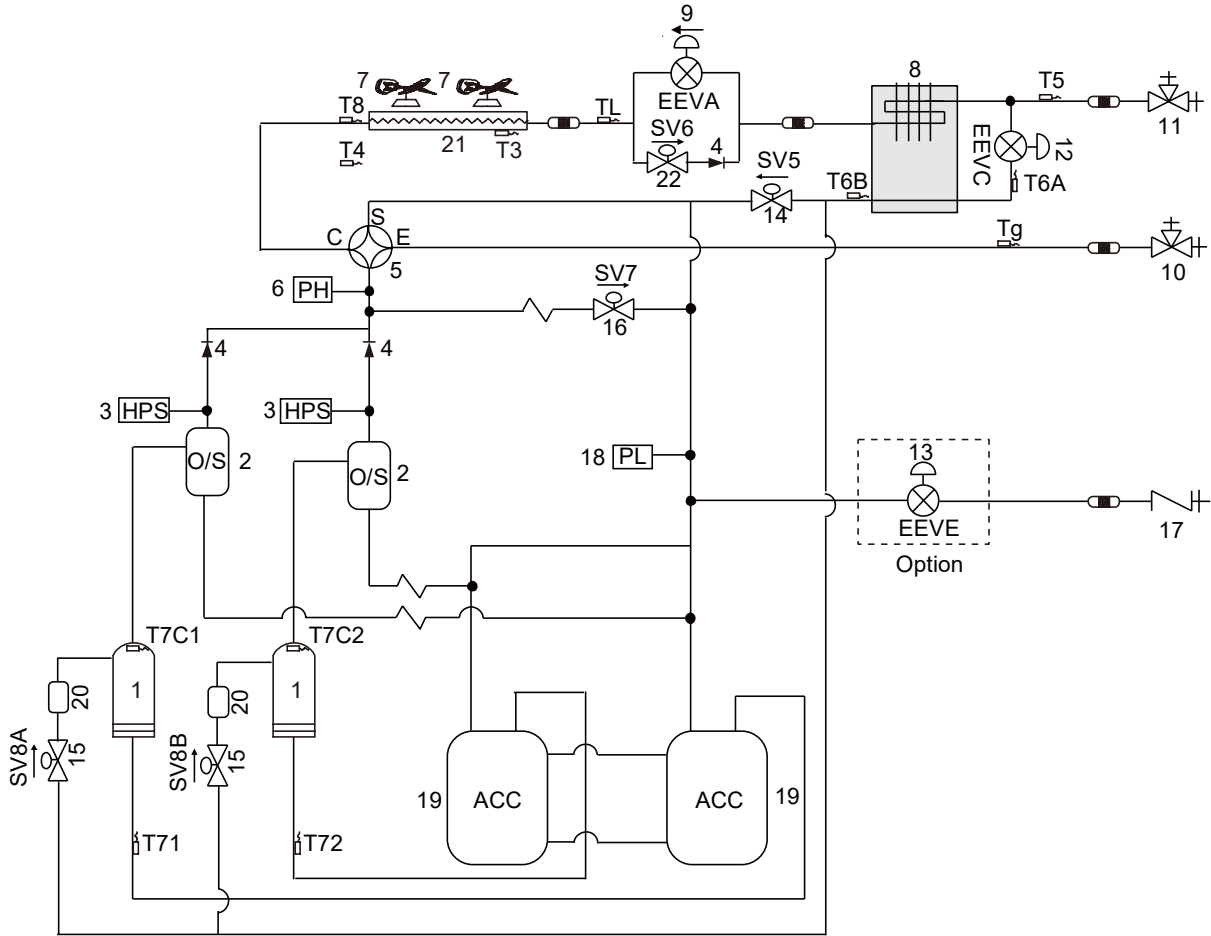 9
7 7 8
T8 EEVA T5
TL
SV6
21 T3 4 11
T4 22 SV5 EEVC 12
T6B T6A
14
S
C E Tg
5
6 PH SV7 10
16
4 4
3 HPS 3 HPS
O/S 2 O/S 2 18 PL 13
EEVE 17
Option
T7C1 T7C2
1 1
20 20
SV8A 15 SV8B 15
19 ACC ACC 19
T71 T72